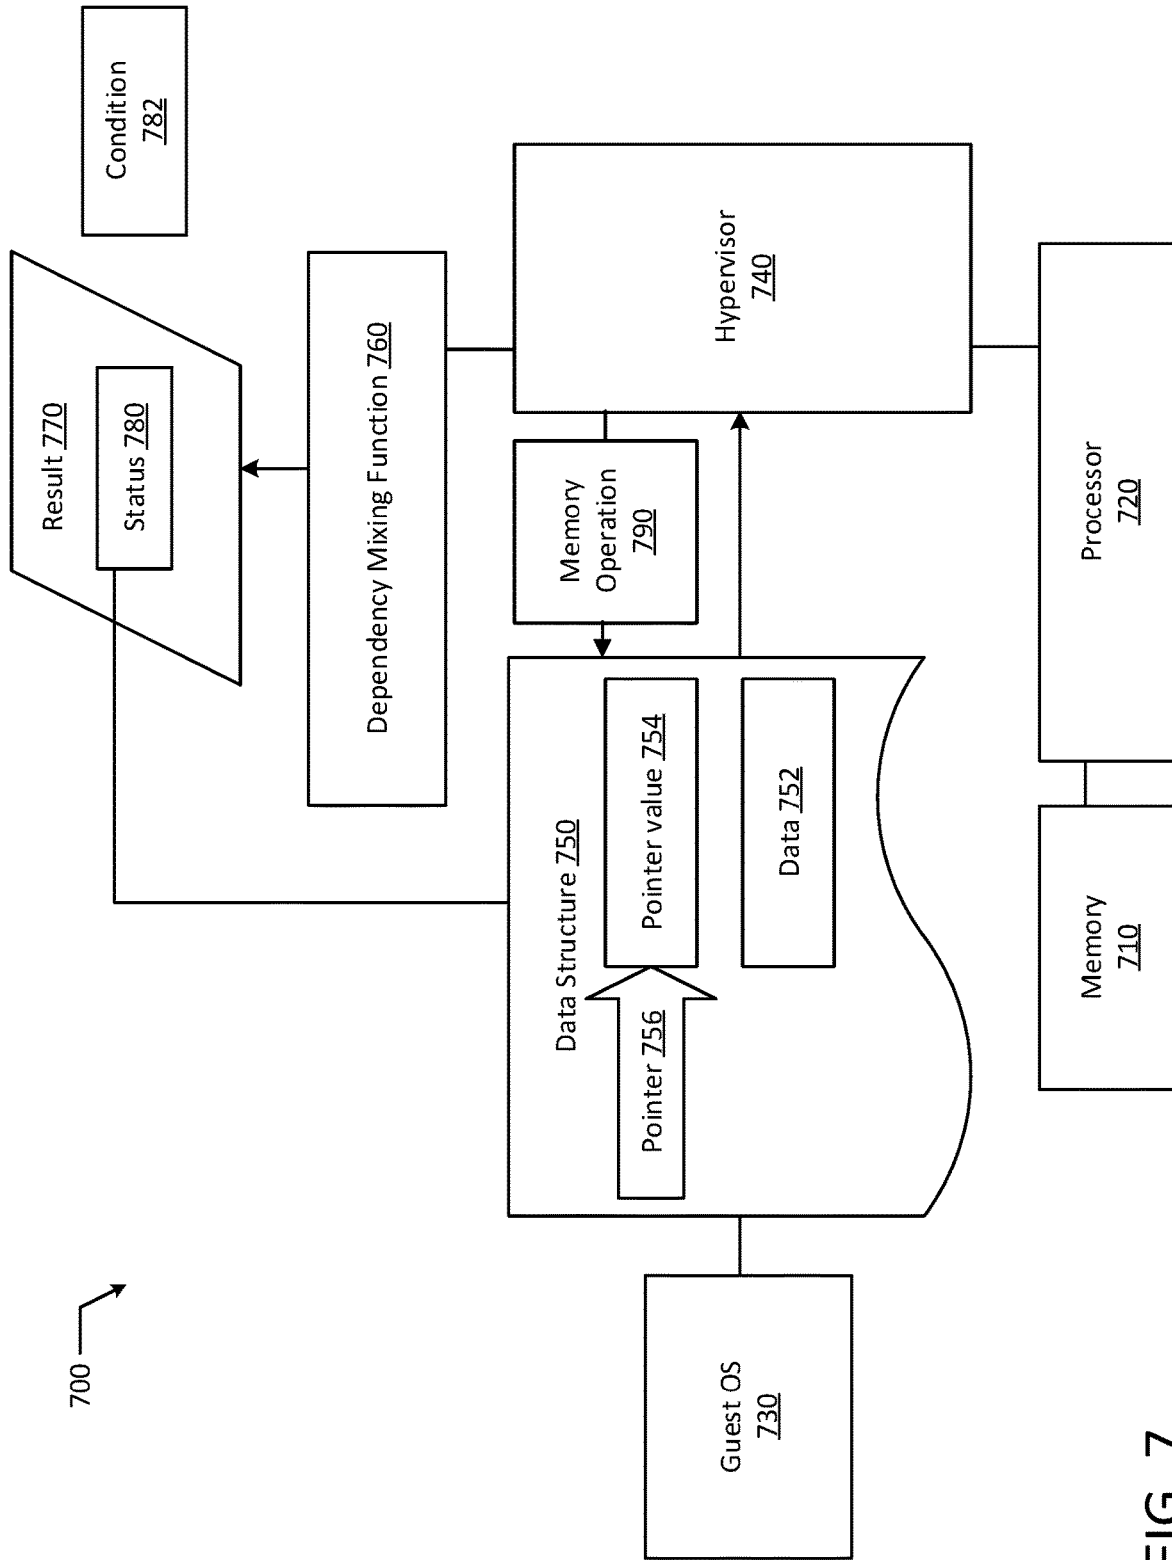 700
Result 770
Status 780
Condition
782
Dependency Mixing Function 760
Guest OS
730
Data Structure 750
Pointer 756
Pointer value 754
Data 752
Memory
Operation
790
Hypervisor
740
Memory
710
Processor
720
FIG. 7